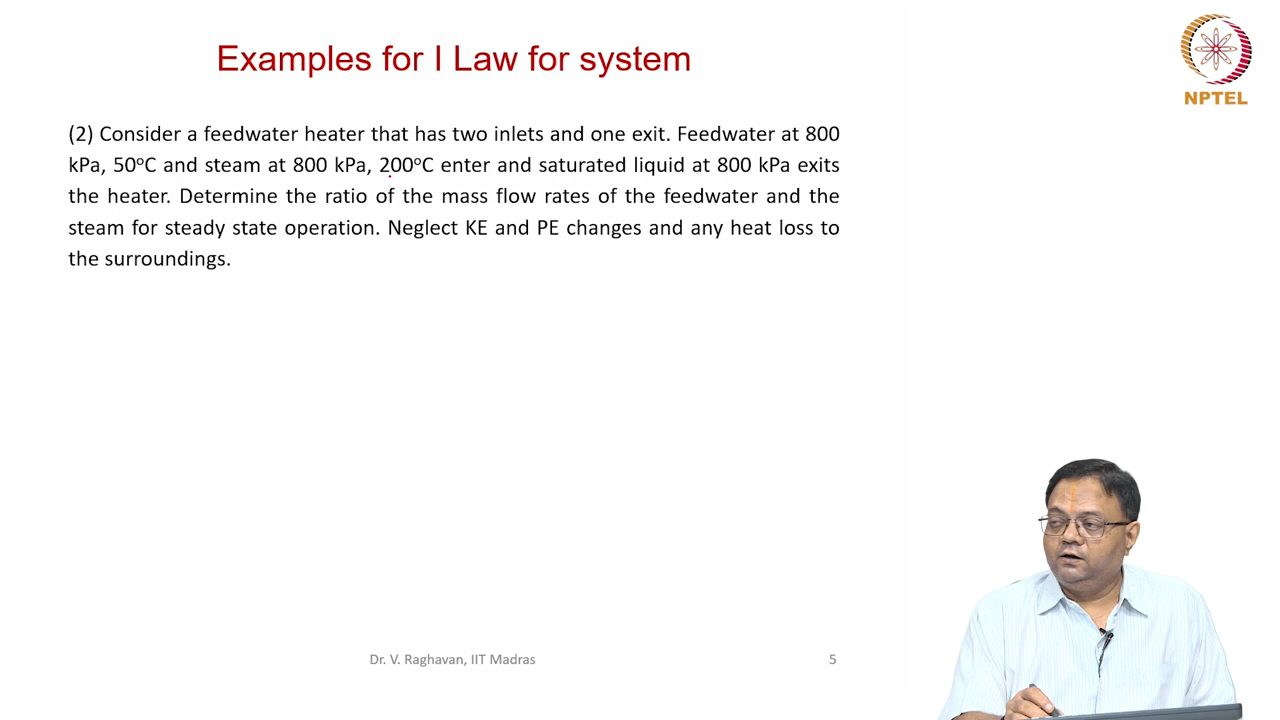 Examples for I Law for system
NPTEL
(2) Consider a feedwater heater that has two inlets and one exit. Feedwater at 800
kPa, 50°C and steam at 800 kPa, 200°C enter and saturated liquid at 800 kPa exits
the heater. Determine the ratio of the mass flow rates of the feedwater and the
steam for steady state operation. Neglect KE and PE changes and any heat loss to
the surroundings.
Dr. V. Raghavan, IIT Madras
5